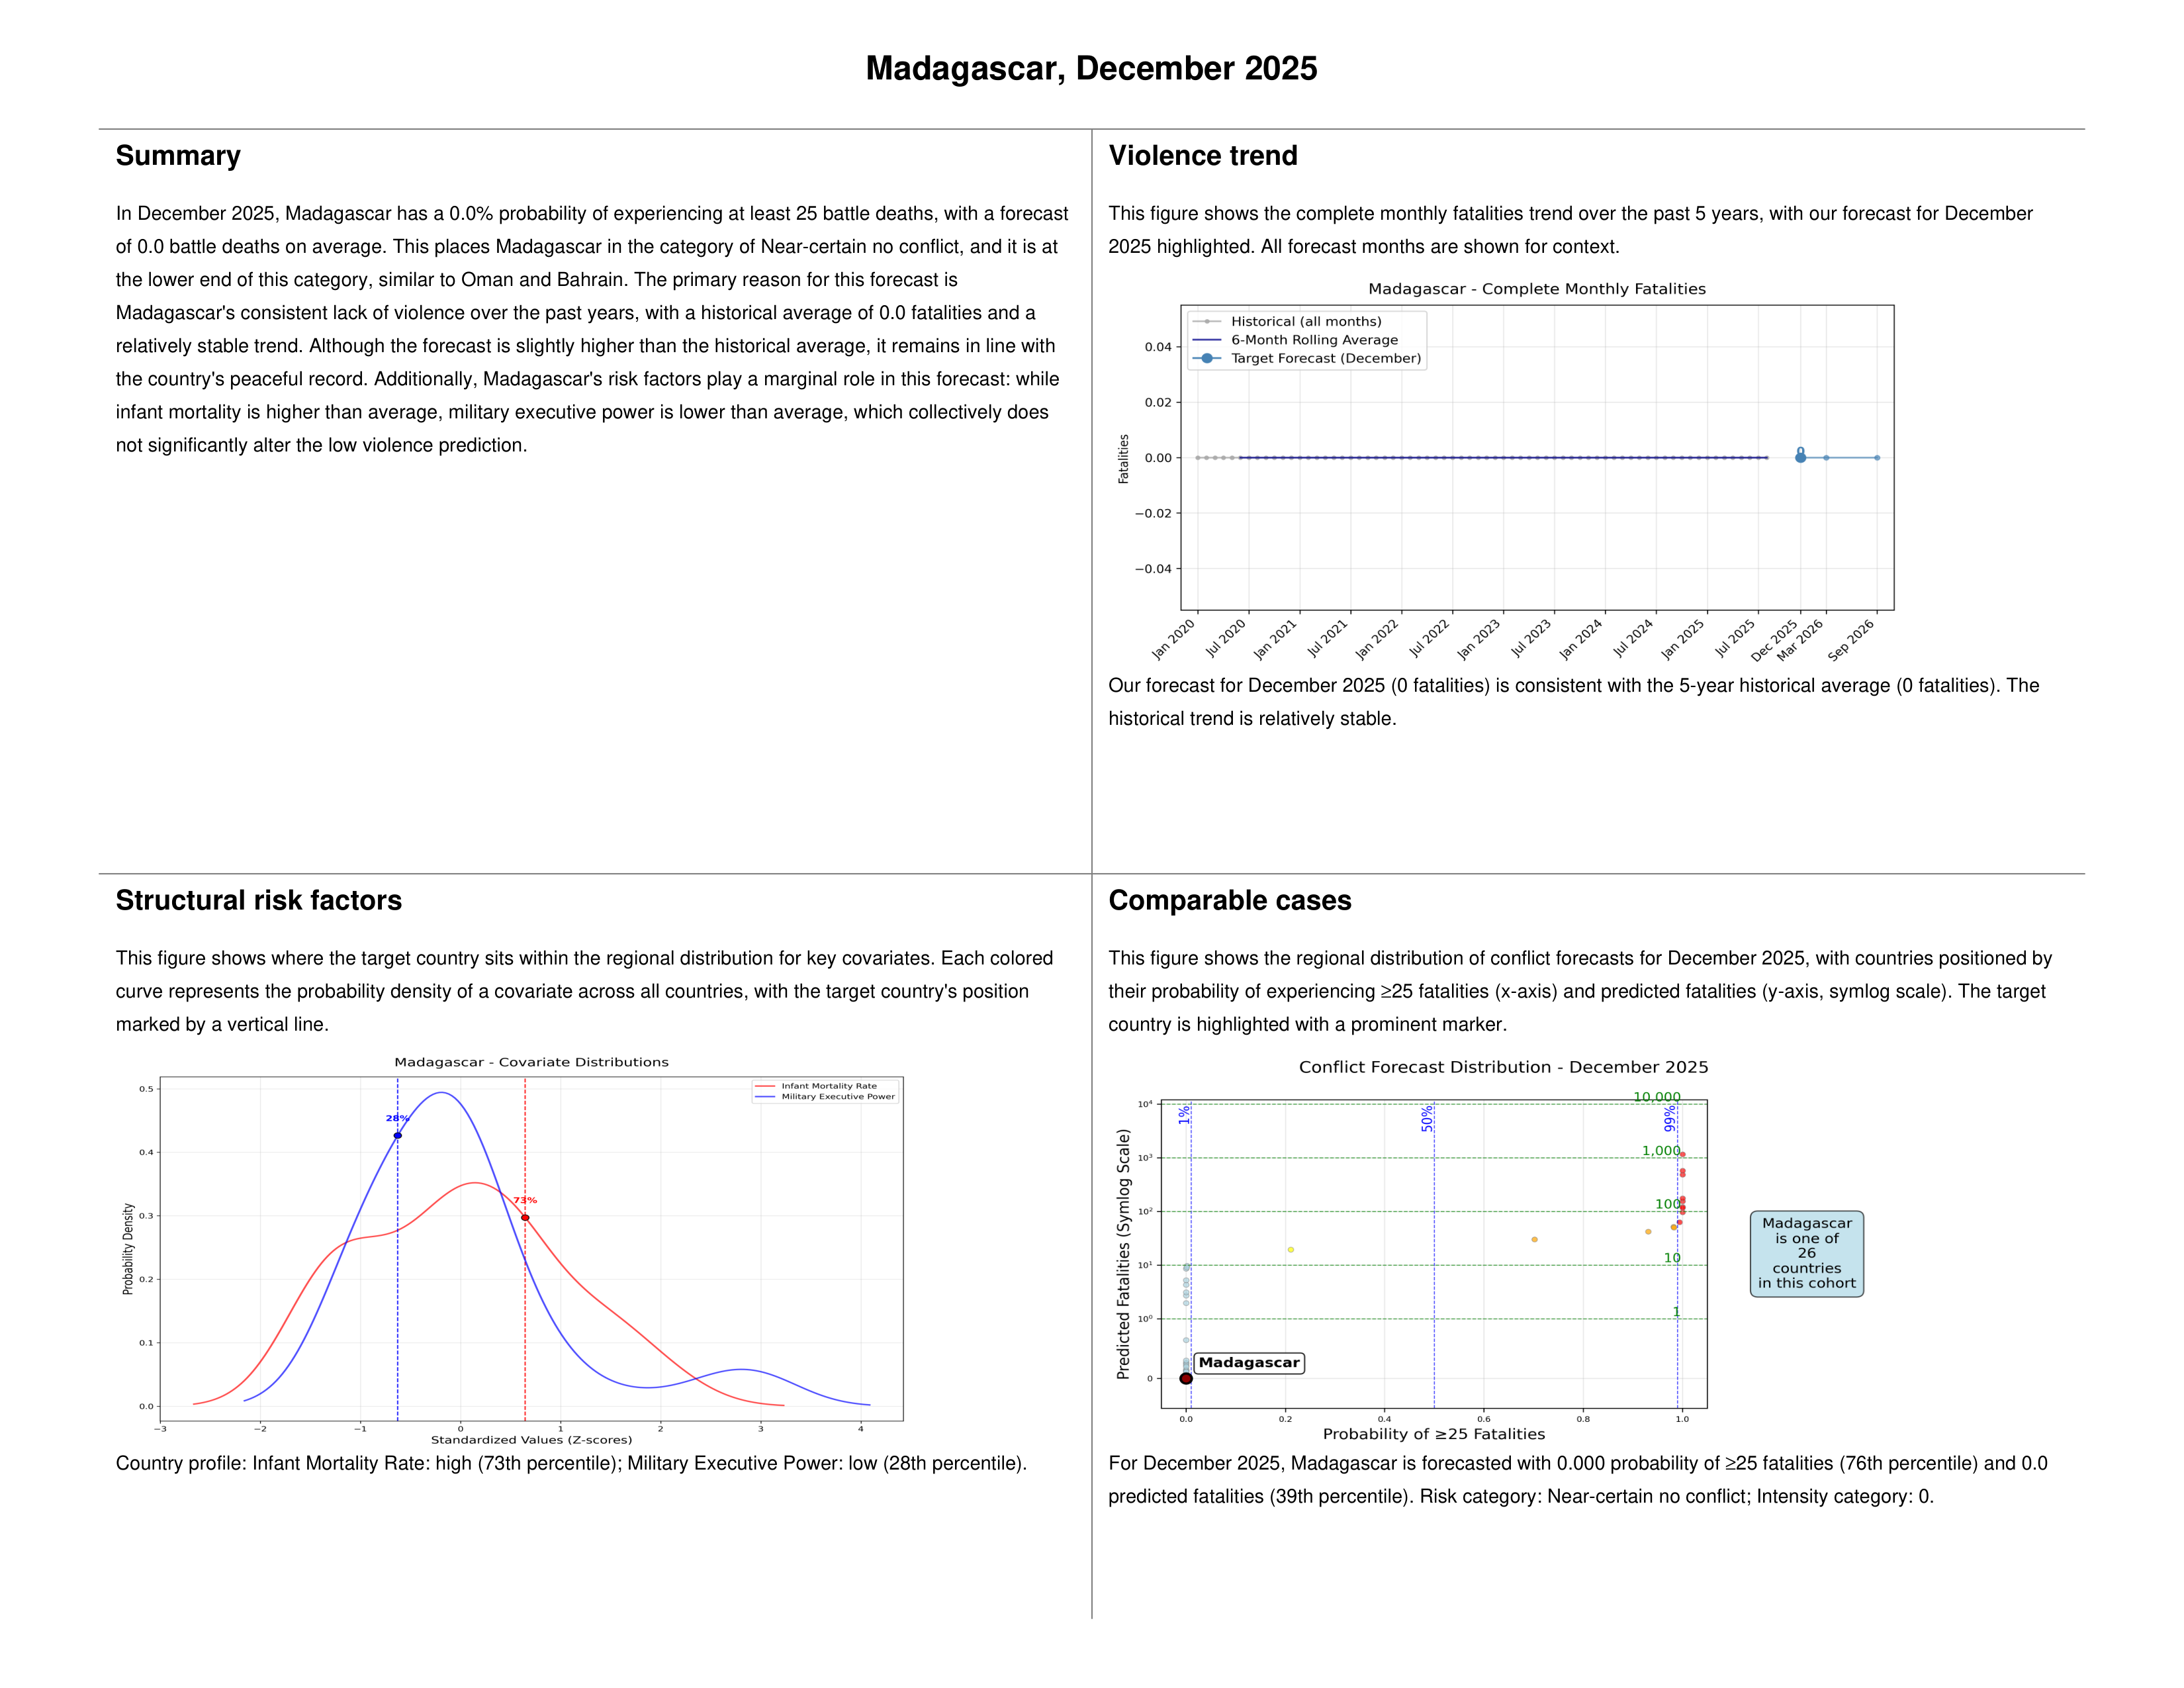 Madagascar, December 2025
Summary
In December 2025, Madagascar has a 0.0% probability of experiencing at least 25 battle deaths, with a forecast
of 0.0 battle deaths on average. This places Madagascar in the category of Near-certain no conflict, and it is at
the lower end of this category, similar to Oman and Bahrain. The primary reason for this forecast is
Madagascar's consistent lack of violence over the past years, with a historical average of 0.0 fatalities and a
relatively stable trend. Although the forecast is slightly higher than the historical average, it remains in line with
the country's peaceful record. Additionally, Madagascar's risk factors play a marginal role in this forecast: while
infant mortality is higher than average, military executive power is lower than average, which collectively does
not significantly alter the low violence prediction.
Violence trend
This figure shows the complete monthly fatalities trend over the past 5 years, with our forecast for December
2025 highlighted. All forecast months are shown for context.
Madagascar - Complete Monthly Fatalities
Historical (all months)
6-Month Rolling Average
Target Forecast (December)
0.04
0.02
0.00
−0.02
−0.04
Fatalities
0
Jan 2020
Jul 2020
Jan 2021
Jul 2021
Jan 2022
Jul 2022
Jan 2023
Jul 2023
Jan 2024
Jul 2024
Jan 2025
Jul 2025
Dec 2025
Mar 2026
Sep 2026
Our forecast for December 2025 (0 fatalities) is consistent with the 5-year historical average (0 fatalities). The
historical trend is relatively stable.
Structural risk factors
This figure shows where the target country sits within the regional distribution for key covariates. Each colored
curve represents the probability density of a covariate across all countries, with the target country's position
marked by a vertical line.
Madagascar - Covariate Distributions
Infant Mortality Rate
Military Executive Power
28%
73%
0.5
0.4
0.3
0.2
0.1
0.0
Probability Density
−3
−2
−1
0
1
2
3
4
Standardized Values (Z-scores)
Country profile: Infant Mortality Rate: high (73th percentile); Military Executive Power: low (28th percentile).
Comparable cases
This figure shows the regional distribution of conflict forecasts for December 2025, with countries positioned by
their probability of experiencing ≥25 fatalities (x-axis) and predicted fatalities (y-axis, symlog scale). The target
country is highlighted with a prominent marker.
Conflict Forecast Distribution - December 2025
10⁴
10³
10²
10¹
10⁰
0
Predicted Fatalities (Symlog Scale)
1%
50%
99%
10,000
1,000
100
10
1
Madagascar
0.0
0.2
0.4
0.6
0.8
1.0
Probability of ≥25 Fatalities
Madagascar
is one of
26
countries
in this cohort
For December 2025, Madagascar is forecasted with 0.000 probability of ≥25 fatalities (76th percentile) and 0.0
predicted fatalities (39th percentile). Risk category: Near-certain no conflict; Intensity category: 0.